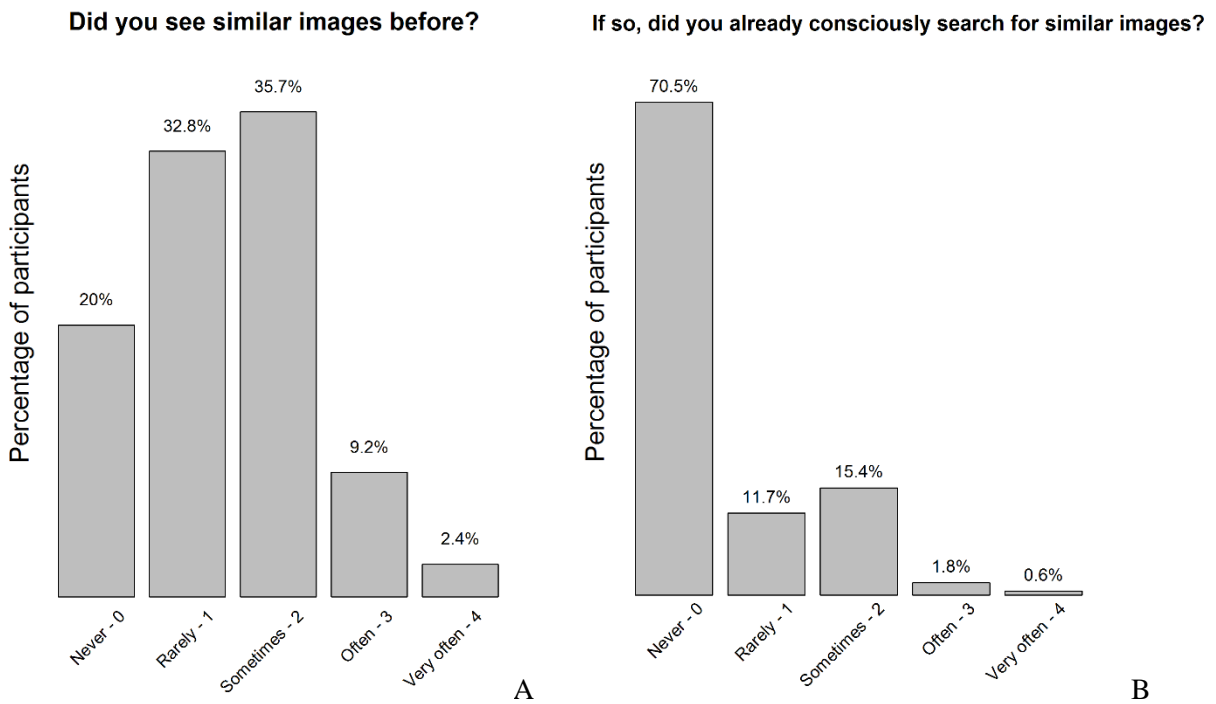 Did you see similar images before?
Percentage of participants
20%
32.8%
35.7%
9.2%
2.4%
Never - 0
Rarely - 1
Sometimes - 2
Often - 3
Very often - 4
A
If so, did you already consciously search for similar images?
Percentage of participants
70.5%
11.7%
15.4%
1.8%
0.6%
Never - 0
Rarely - 1
Sometimes - 2
Often - 3
Very often - 4
B